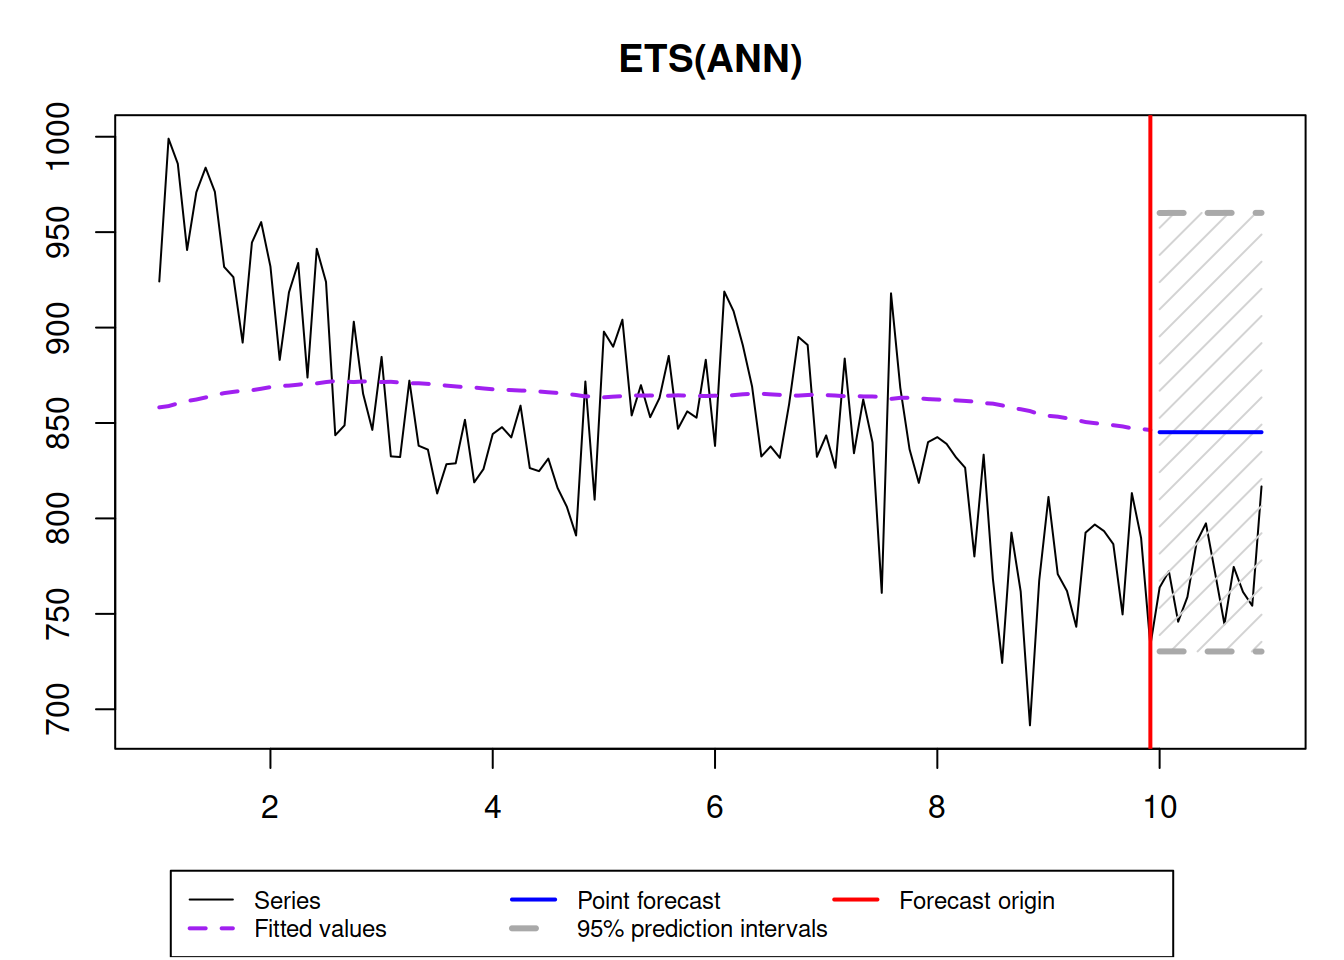 ETS(ANN)
1000
950
900
850
800
750
700
2 4 6 8 10
Series Point forecast Forecast origin
Fitted values 95% prediction intervals